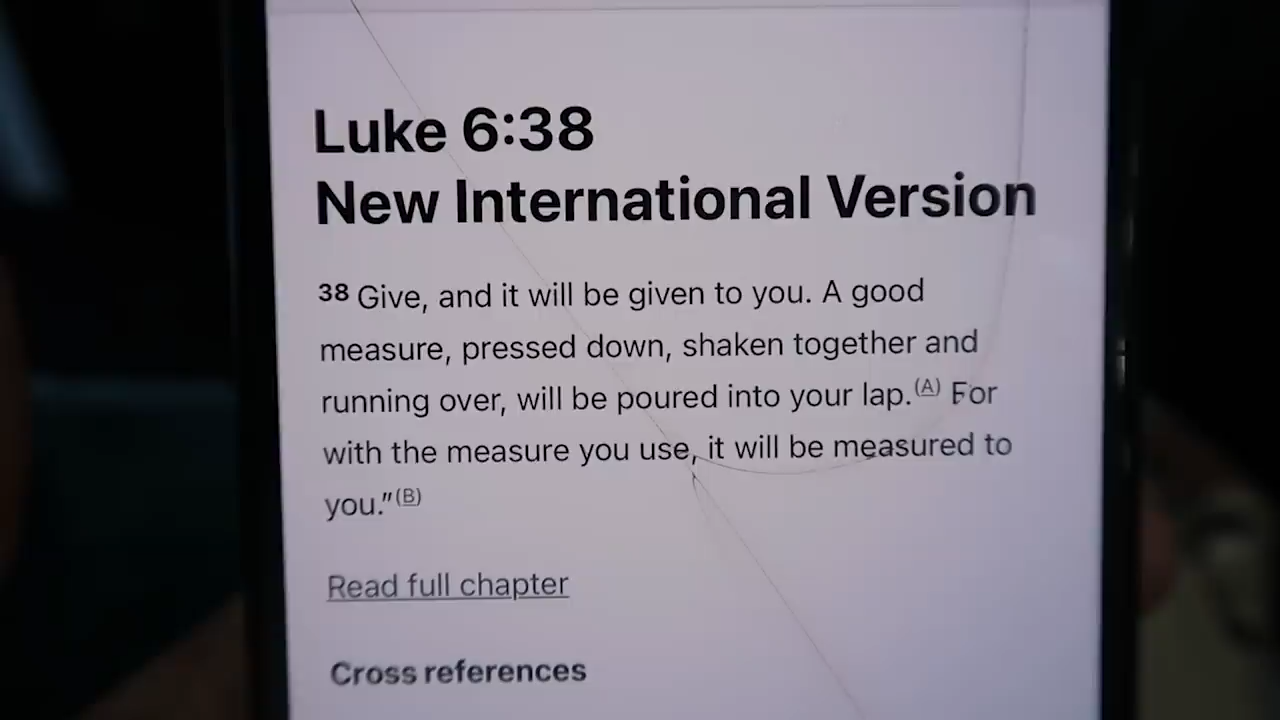 Luke 6:38
New International Version
38 Give, and it will be given to you. A good
measure, pressed down, shaken together and
running over, will be poured into your lap.(A) For
with the measure you use, it will be measured to
you."(B)
Read full chapter
Cross references